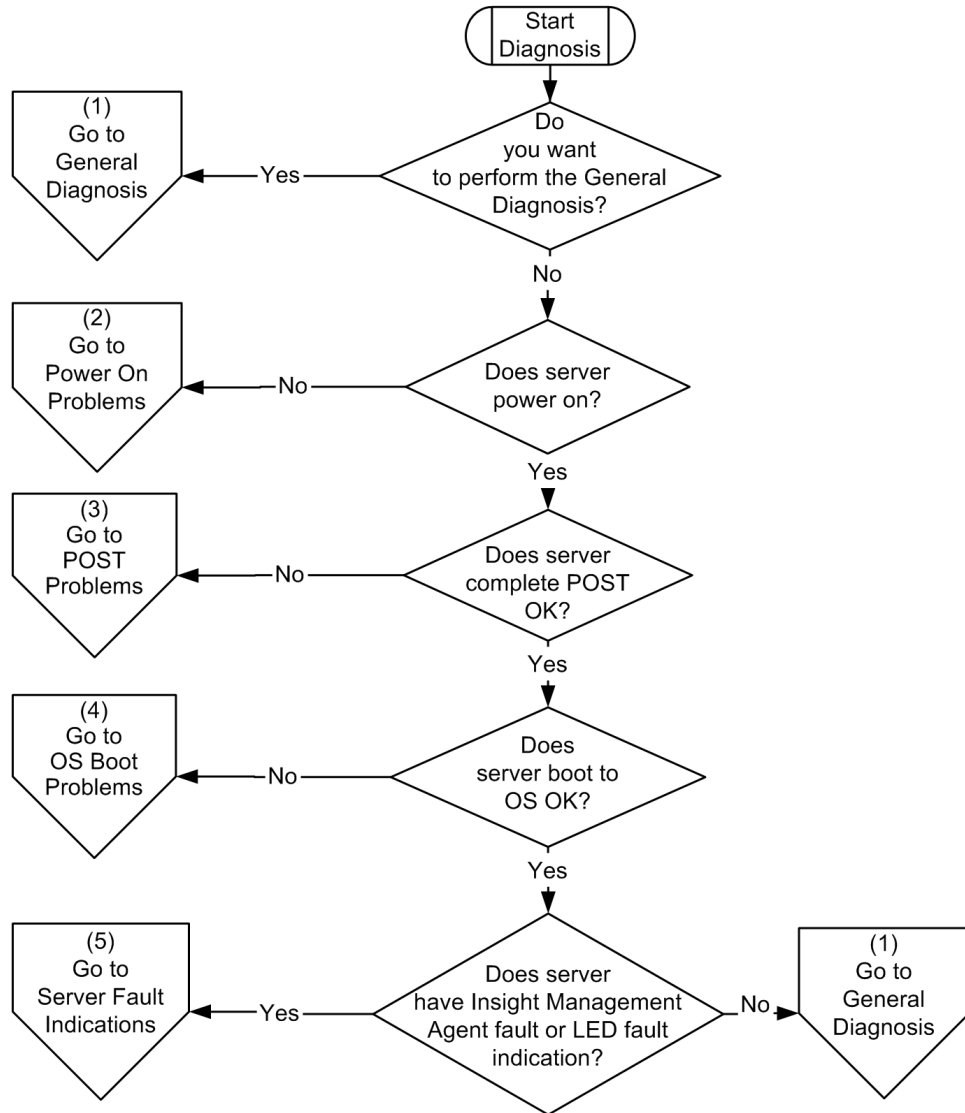 Start
Diagnosis
(1)
Go to
General
Diagnosis
Yes
Do
you want
to perform the General
Diagnosis?
No
(2)
Go to
Power On
Problems
No
Does server
power on?
Yes
(3)
Go to
POST
Problems
No
Does server
complete POST
OK?
Yes
(4)
Go to
OS Boot
Problems
No
Does
server boot to
OS OK?
Yes
(5)
Go to
Server Fault
Indications
Yes
Does server
have Insight Management
Agent fault or LED fault
indication?
No
(1)
Go to
General
Diagnosis